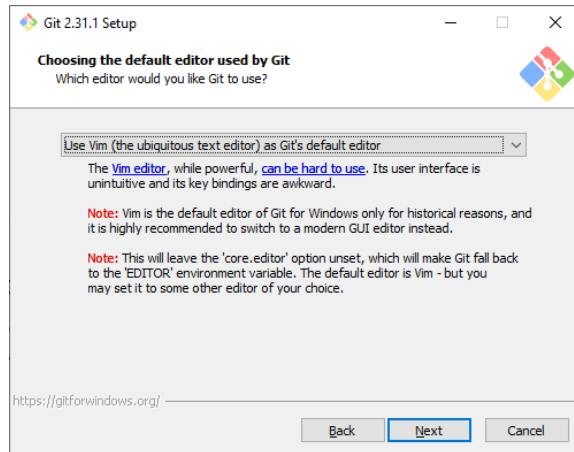 Git 2.31.1 Setup
Choosing the default editor used by Git
Which editor would you like Git to use?
Use Vim (the ubiquitous text editor) as Git's default editor
The Vim editor, while powerful, can be hard to use. Its user interface is
unintuitive and its key bindings are awkward.
Note: Vim is the default editor of Git for Windows only for historical reasons, and
it is highly recommended to switch to a modern GUI editor instead.
Note: This will leave the 'core.editor' option unset, which will make Git fall back
to the 'EDITOR' environment variable. The default editor is Vim - but you
may set it to some other editor of your choice.
https://gitforwindows.org/
Back Next Cancel